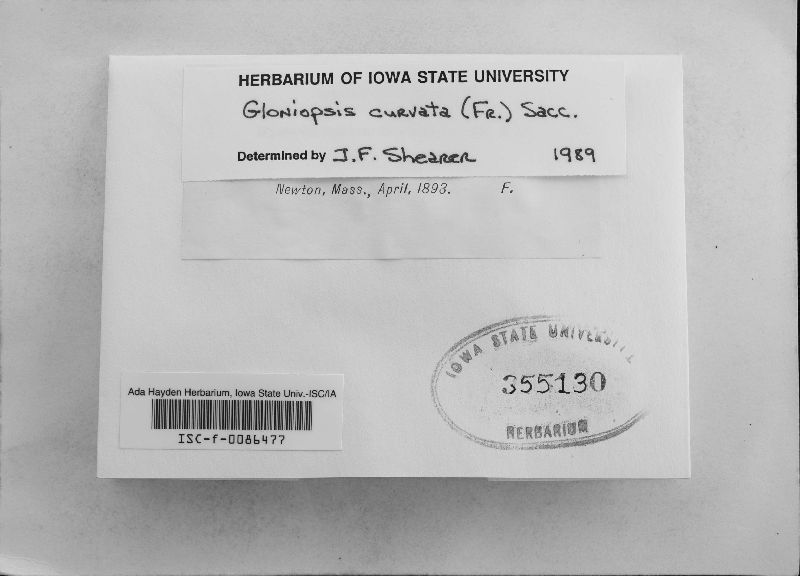 HERBARIUM OF IOWA STATE UNIVERSITY
Gloniopsis curvata (Fr.) Sacc.
Determined by J.F. Shearer 1989
Newton, Mass., April, 1893. F.
IOWA STATE UNIVERSITY
355130
HERBARIUM
Ada Hayden Herbarium, Iowa State Univ.-ISC/IA
ISC-f-0086477